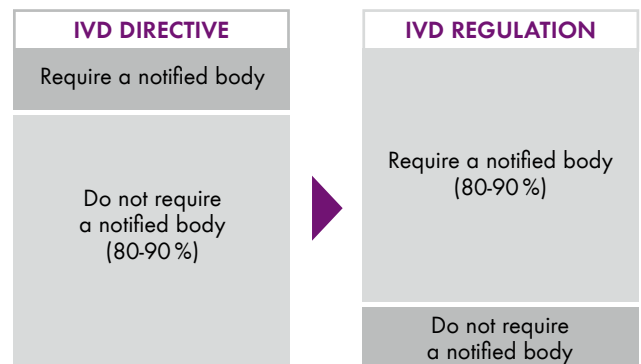 IVD DIRECTIVE
Require a notified body
Do not require
a notified body
(80-90 %)
IVD REGULATION
Require a notified body
(80-90 %)
Do not require
a notified body